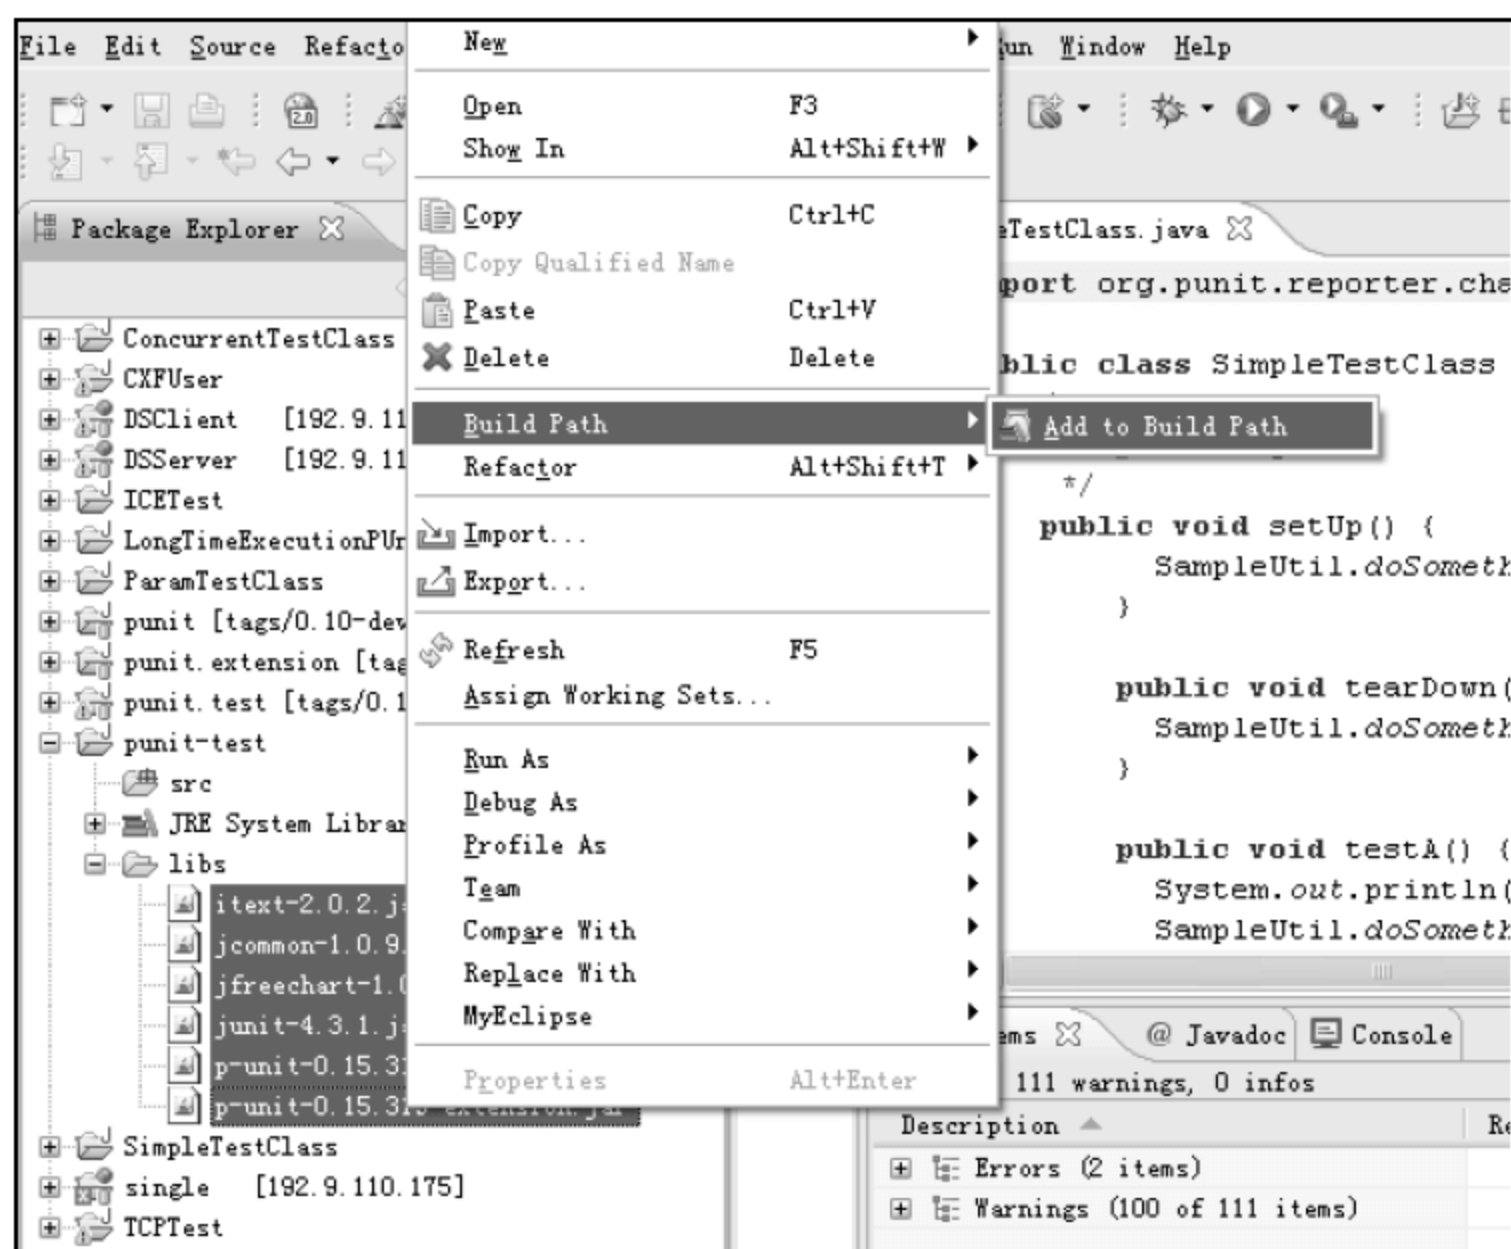 File Edit Source Window Help
Package Explorer
ConcurrentTestClass
CXFUser
DSClient [192.9.11
DSServer [192.9.11
ICETest
ParamTestClass
punit [tags/0.10-dev
punit.extension [tag
punit.test [tags/0.1
punit-test
src
JRE System
libs
itext-2.0.2.
jcommon-1.0.9.
jfreechart-1.
junit-4.3.1.
p-unit-0.15.
p-unit-0.15.
SimpleTestClass
single [192.9.110.175]
TCPTest
New
Open F3
Show In Alt+Shift+W
Copy Ctrl+C
Copy Qualified Name
Paste Ctrl+V
Delete Delete
Build Path
Refactor Alt+Shift+T
Import...
Export...
Refresh F5
Assign Working Sets...
Run As
Debug As
Profile As
Team
Compare With
Replace With
MyEclipse
Properties Alt+Enter
Add to Build Path
eTestClass.java
port org.punit.reporter.cha
blic class SimpleTestClass
*/
public void setUp() {
SampleUtil.doSometh
}
public void tearDown(
SampleUtil.doSometh
}
public void testA() {
System.out.println(
SampleUtil.doSometh
ems Javadoc Console
111 warnings, 0 infos
Description Re
Errors (2 items)
Warnings (100 of 111 items)